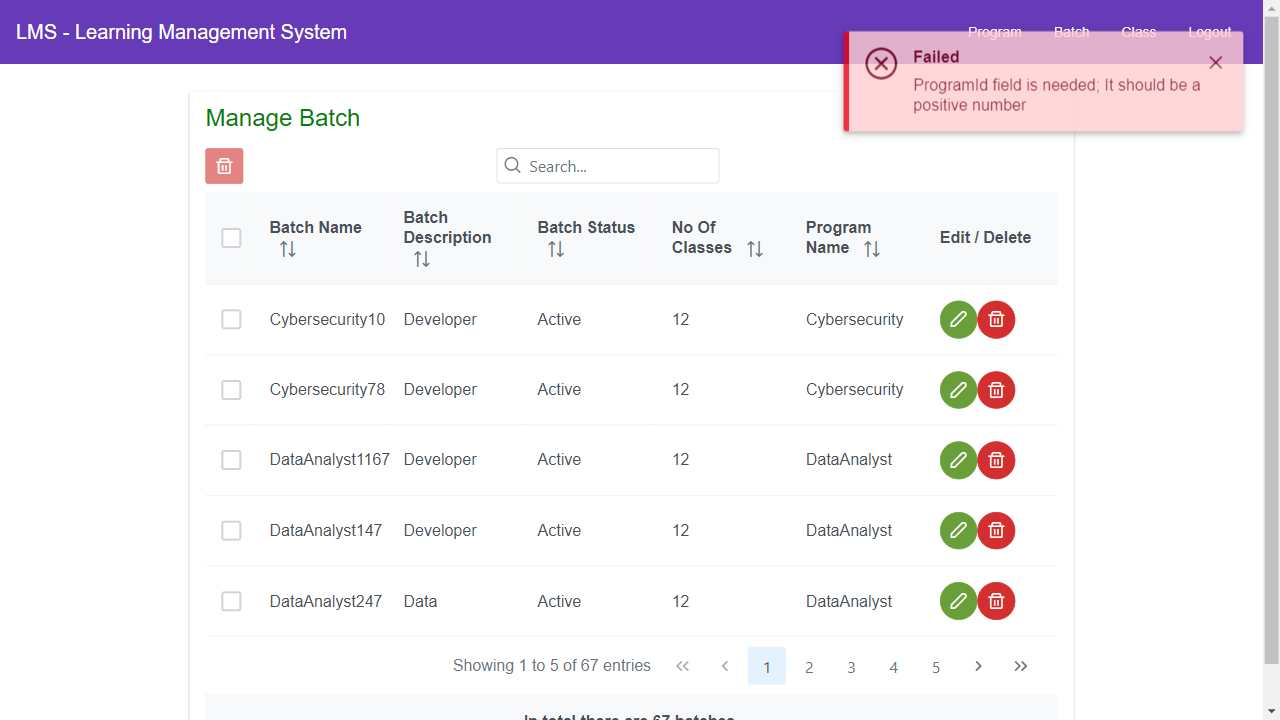 LMS - Learning Management System
Program Batch Class Logout
Failed
ProgramId field is needed; It should be a
positive number
Manage Batch
Search...
Batch Name
Batch
Description
Batch Status
No Of
Classes
Program
Name
Edit / Delete
Cybersecurity10 Developer Active 12 Cybersecurity
Cybersecurity78 Developer Active 12 Cybersecurity
DataAnalyst1167 Developer Active 12 DataAnalyst
DataAnalyst147 Developer Active 12 DataAnalyst
DataAnalyst247 Data Active 12 DataAnalyst
Showing 1 to 5 of 67 entries << < 1 2 3 4 5 > >>
In total there are 67 batches